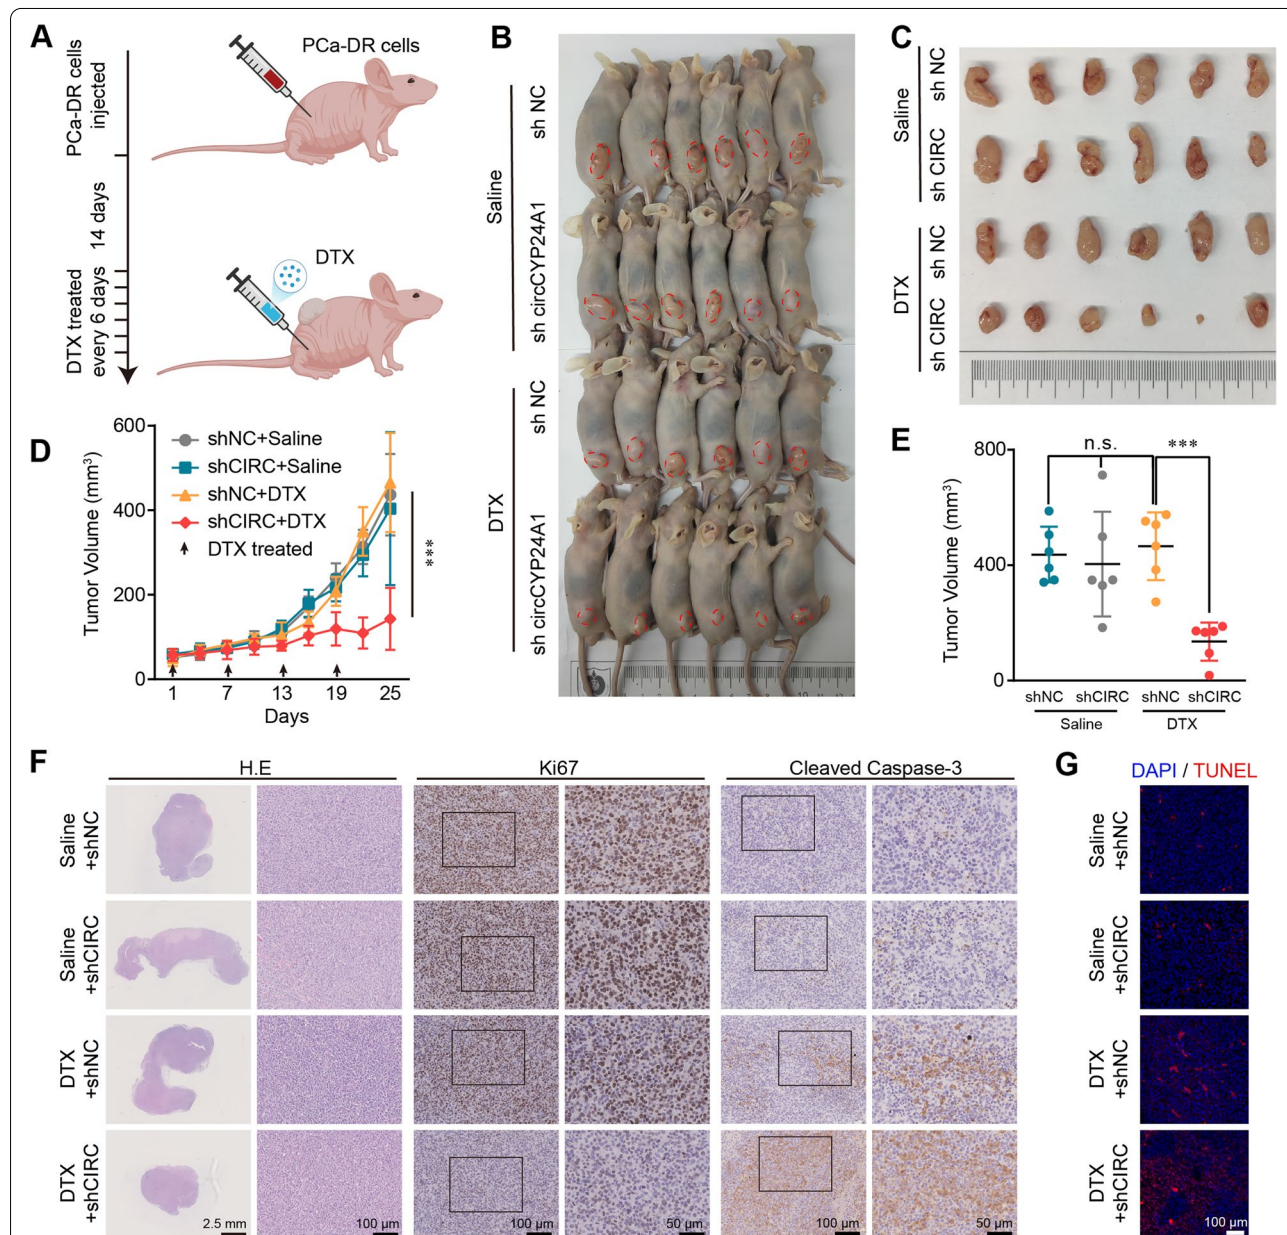 A
PCa-DR cells
injected
14 days
DTX treated
every 6 days
PCa-DR cells
DTX
B
Saline
DTX
sh NC
sh circCYP24A1
sh NC
sh circCYP24A1
C
Saline
DTX
sh NC
sh CIRC
sh NC
sh CIRC
D
Tumor Volume (mm³)
600
400
200
0
shNC+Saline
shCIRC+Saline
shNC+DTX
shCIRC+DTX
DTX treated
***
1 7 13 19 25
Days
E
Tumor Volume (mm³)
800
400
0
n.s.
***
shNC shCIRC shNC shCIRC
Saline DTX
F
H.E Ki67 Cleaved Caspase-3
Saline
+shNC
Saline
+shCIRC
DTX
+shNC
DTX
+shCIRC
2.5 mm 100 µm 100 µm 50 µm 100 µm 50 µm
G
DAPI / TUNEL
Saline
+shNC
Saline
+shCIRC
DTX
+shNC
DTX
+shCIRC
100 µm